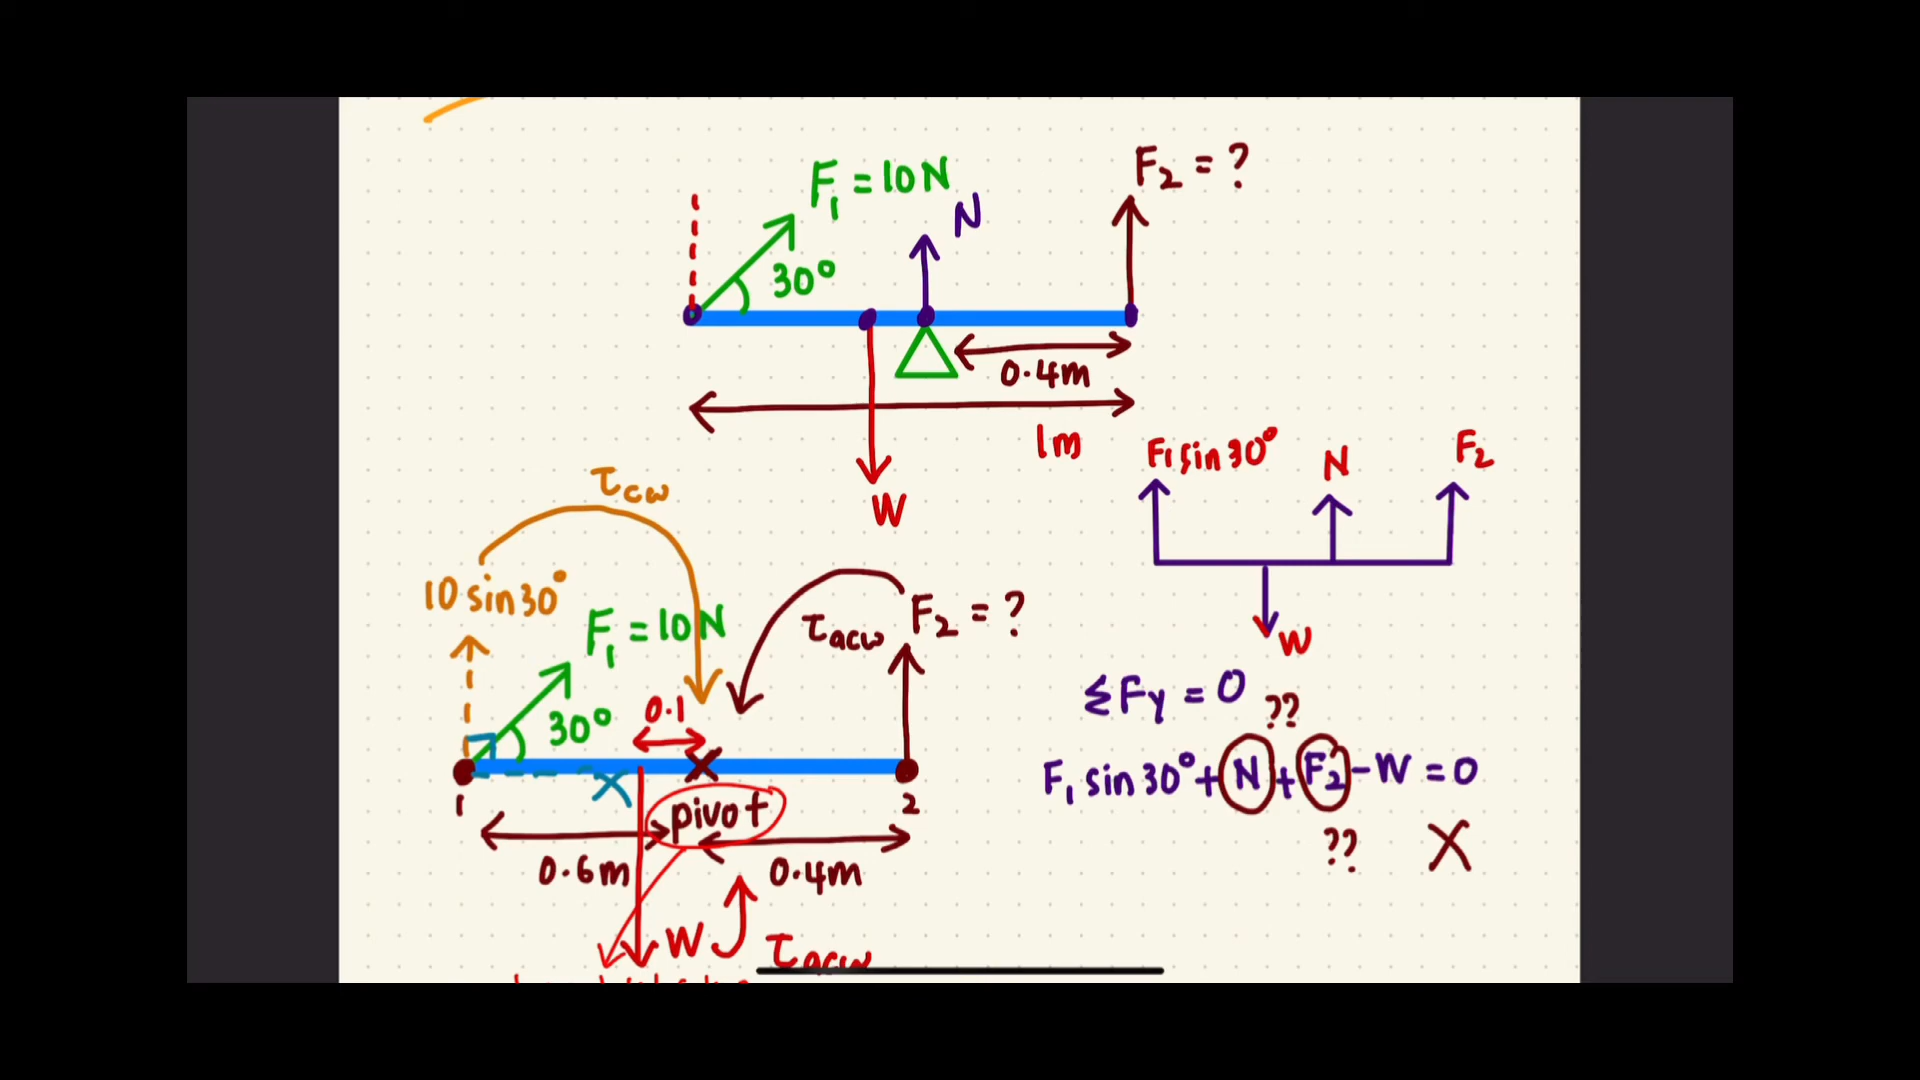 F₁ = 10N
N
F₂ = ?
30°
0.4m
1m
W
F₁ sin 30°
N
F₂
W
τcw
10 sin 30°
F₁ = 10N
30°
0.1
τacw
F₂ = ?
1
pivot
2
0.6m
0.4m
W
τacw
ΣFy = 0
??
F₁ sin 30° + N + F₂ - W = 0
??
X